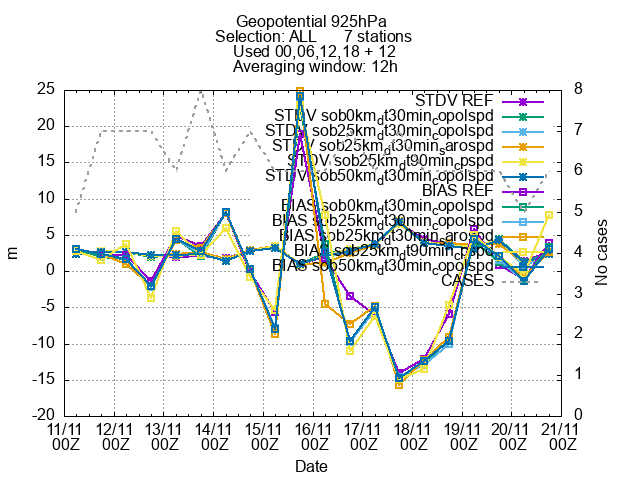 Geopotential 925hPa
Selection: ALL 7 stations
Used 00,06,12,18 + 12
Averaging window: 12h
25
20
15
10
5
0
-5
-10
-15
-20
8
7
6
5
4
3
2
1
0
m
No cases
STDV REF
STDV sob0km_dt30min_copolspd
STDV sob25km_dt30min_copolspd
STDV sob25km_dt30min_sarospd
STDV sob25km_dt90min_cpspd
STDV sob50km_dt30min_copolspd
BIAS REF
BIAS sob0km_dt30min_copolspd
BIAS sob25km_dt30min_copolspd
BIAS sob25km_dt30min_sarospd
BIAS sob25km_dt90min_cpspd
BIAS sob50km_dt30min_copolspd
CASES
11/11 12/11 13/11 14/11 15/11 16/11 17/11 18/11 19/11 20/11 21/11
00Z 00Z 00Z 00Z 00Z 00Z 00Z 00Z 00Z 00Z 00Z
Date